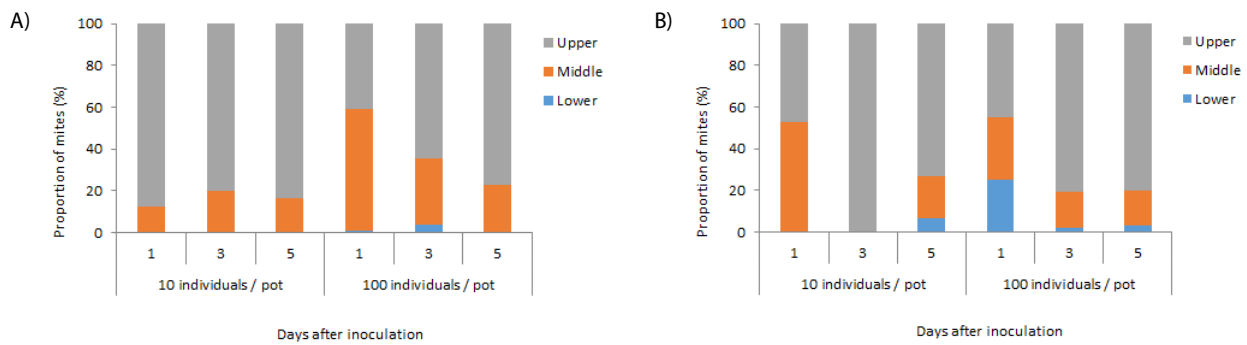 A)
Proportion of mites (%)
100
80
60
40
20
0
Upper
Middle
Lower
1 3 5 1 3 5
10 individuals / pot 100 individuals / pot
Days after inoculation
B)
Proportion of mites (%)
100
80
60
40
20
0
Upper
Middle
Lower
1 3 5 1 3 5
10 individuals / pot 100 individuals / pot
Days after inoculation